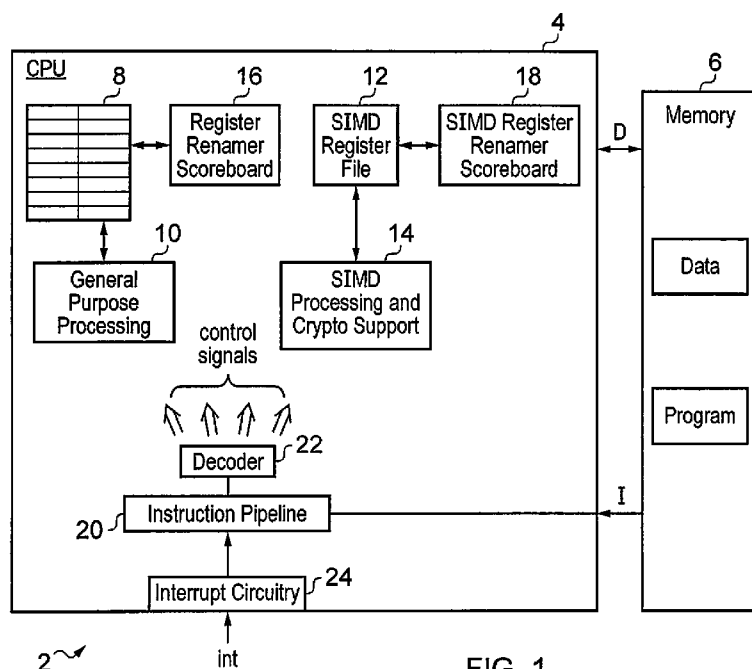 4
CPU
8
16
12
18
6
Register
Renamer
Scoreboard
SIMD
Register
File
SIMD Register
Renamer
Scoreboard
D
Memory
10
14
General
Purpose
Processing
SIMD
Processing and
Crypto Support
Data
control
signals
Program
Decoder
22
20
Instruction Pipeline
I
Interrupt Circuitry
24
2
int
FIG. 1